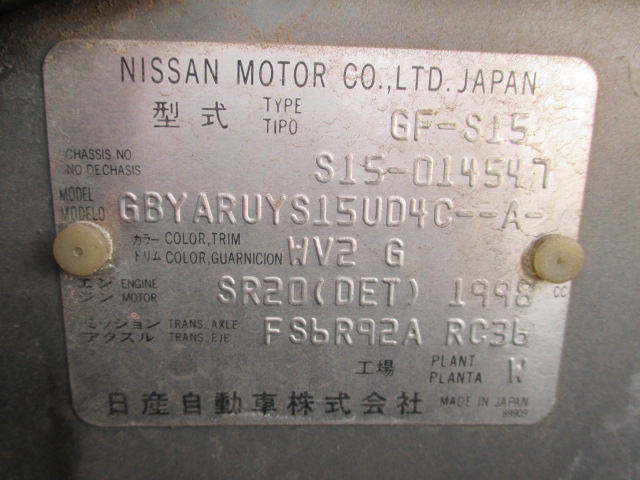 NISSAN MOTOR CO.,LTD.JAPAN
型式 TYPE TIPO GF-S15
CHASSIS NO
NO DE CHASIS S15-014547
MODEL
MODELO GBYARUYS15UD4C--A-
カラー COLOR,TRIM
トリム COLOR,GUARNICION WV2 G
エンジン ENGINE MOTOR SR20(DET) 1998 CC
ミッション TRANS. AXLE
アクスル TRANS.EJE FS6R92A RC36
工場 PLANT
PLANTA W
日産自動車株式会社 MADE IN JAPAN
89909